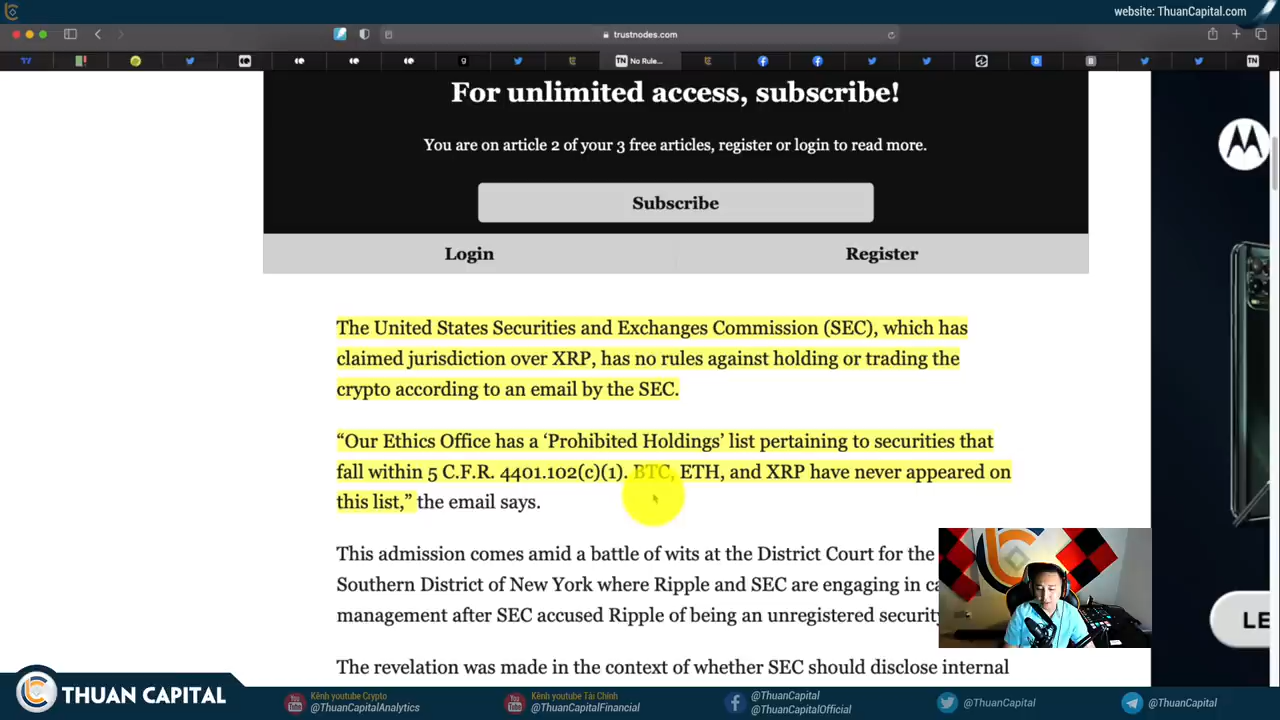 website: ThuanCapital.com
trustnodes.com
No Rule...
For unlimited access, subscribe!
You are on article 2 of your 3 free articles, register or login to read more.
Subscribe
Login
Register
The United States Securities and Exchanges Commission (SEC), which has
claimed jurisdiction over XRP, has no rules against holding or trading the
crypto according to an email by the SEC.
“Our Ethics Office has a ‘Prohibited Holdings’ list pertaining to securities that
fall within 5 C.F.R. 4401.102(c)(1). BTC, ETH, and XRP have never appeared on
this list,” the email says.
This admission comes amid a battle of wits at the District Court for the
Southern District of New York where Ripple and SEC are engaging in ca
management after SEC accused Ripple of being an unregistered security
The revelation was made in the context of whether SEC should disclose internal
LE
THUAN CAPITAL
Kênh youtube Crypto
@ThuanCapitalAnalytics
Kênh youtube Tài Chính
@ThuanCapitalFinancial
@ThuanCapital
@ThuanCapitalOfficial
@ThuanCapital
@ThuanCapital